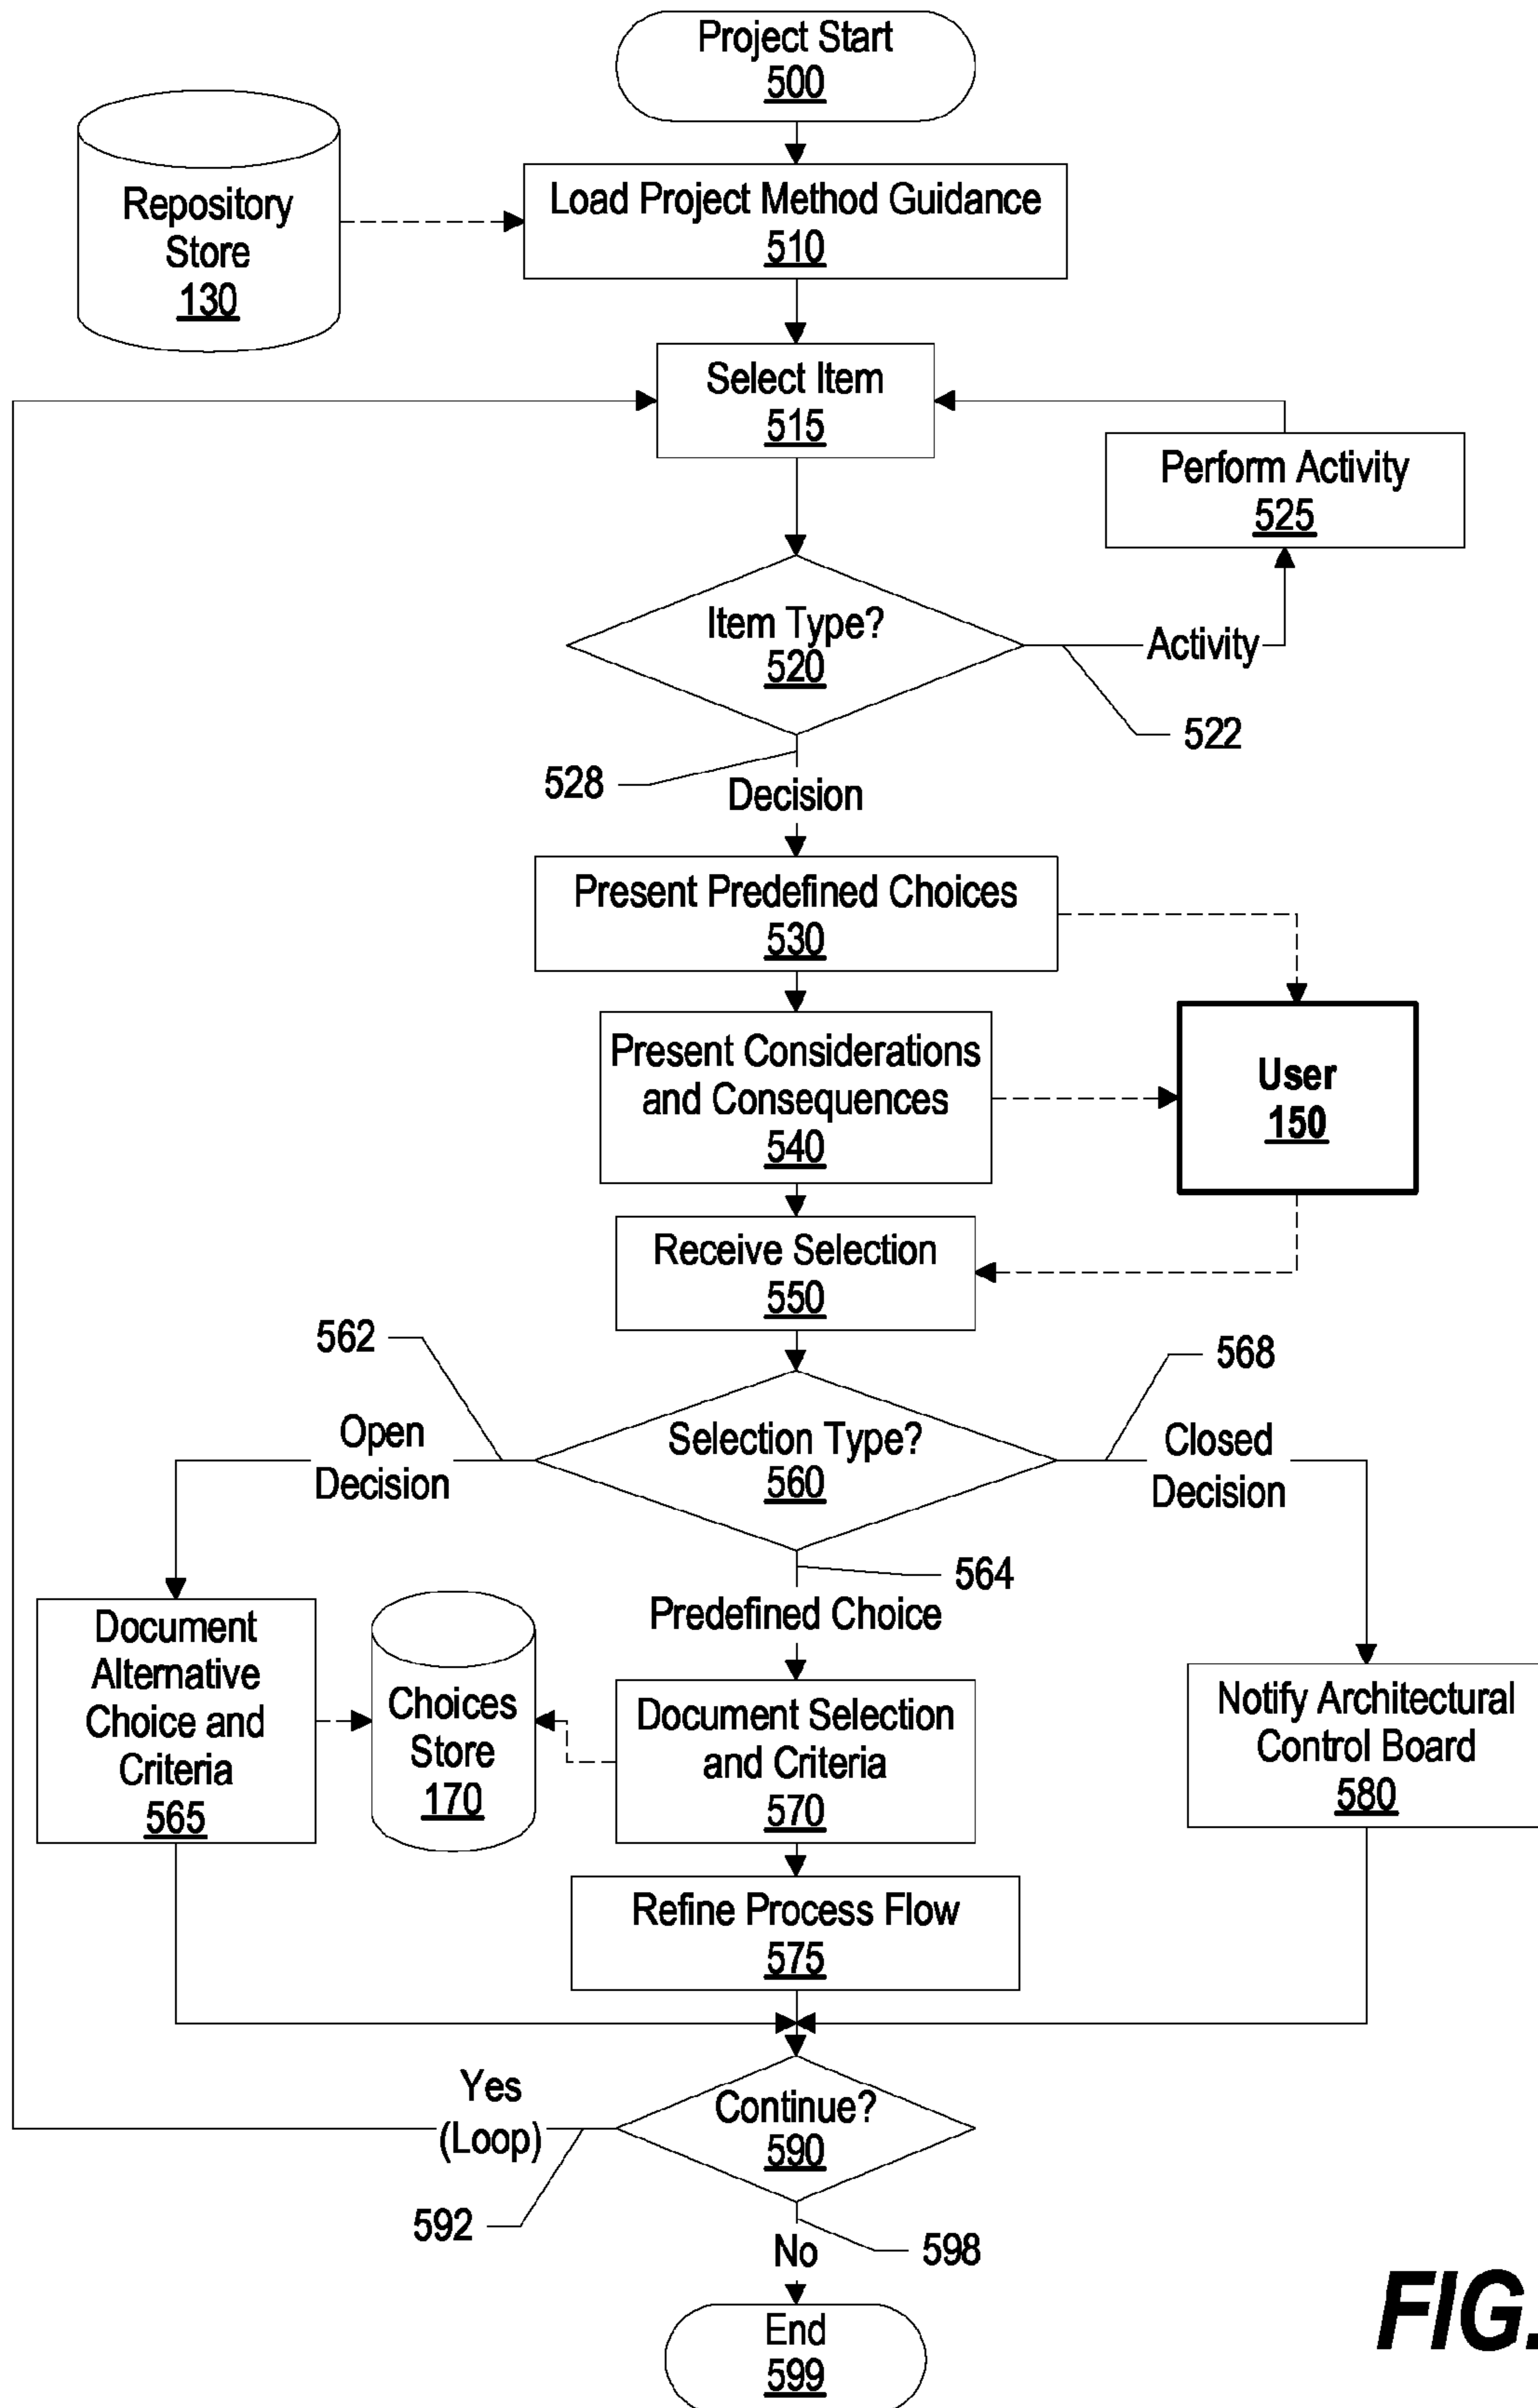 Project Start
500
Repository
Store
130
Load Project Method Guidance
510
Select Item
515
Perform Activity
525
Item Type?
520
Activity
522
528
Decision
Present Predefined Choices
530
Present Considerations
and Consequences
540
User
150
Receive Selection
550
562
568
Open
Decision
Selection Type?
560
Closed
Decision
564
Predefined Choice
Document
Alternative
Choice and
Criteria
565
Choices
Store
170
Document Selection
and Criteria
570
Notify Architectural
Control Board
580
Refine Process Flow
575
Yes
(Loop)
Continue?
590
592
598
No
End
599
FIG.